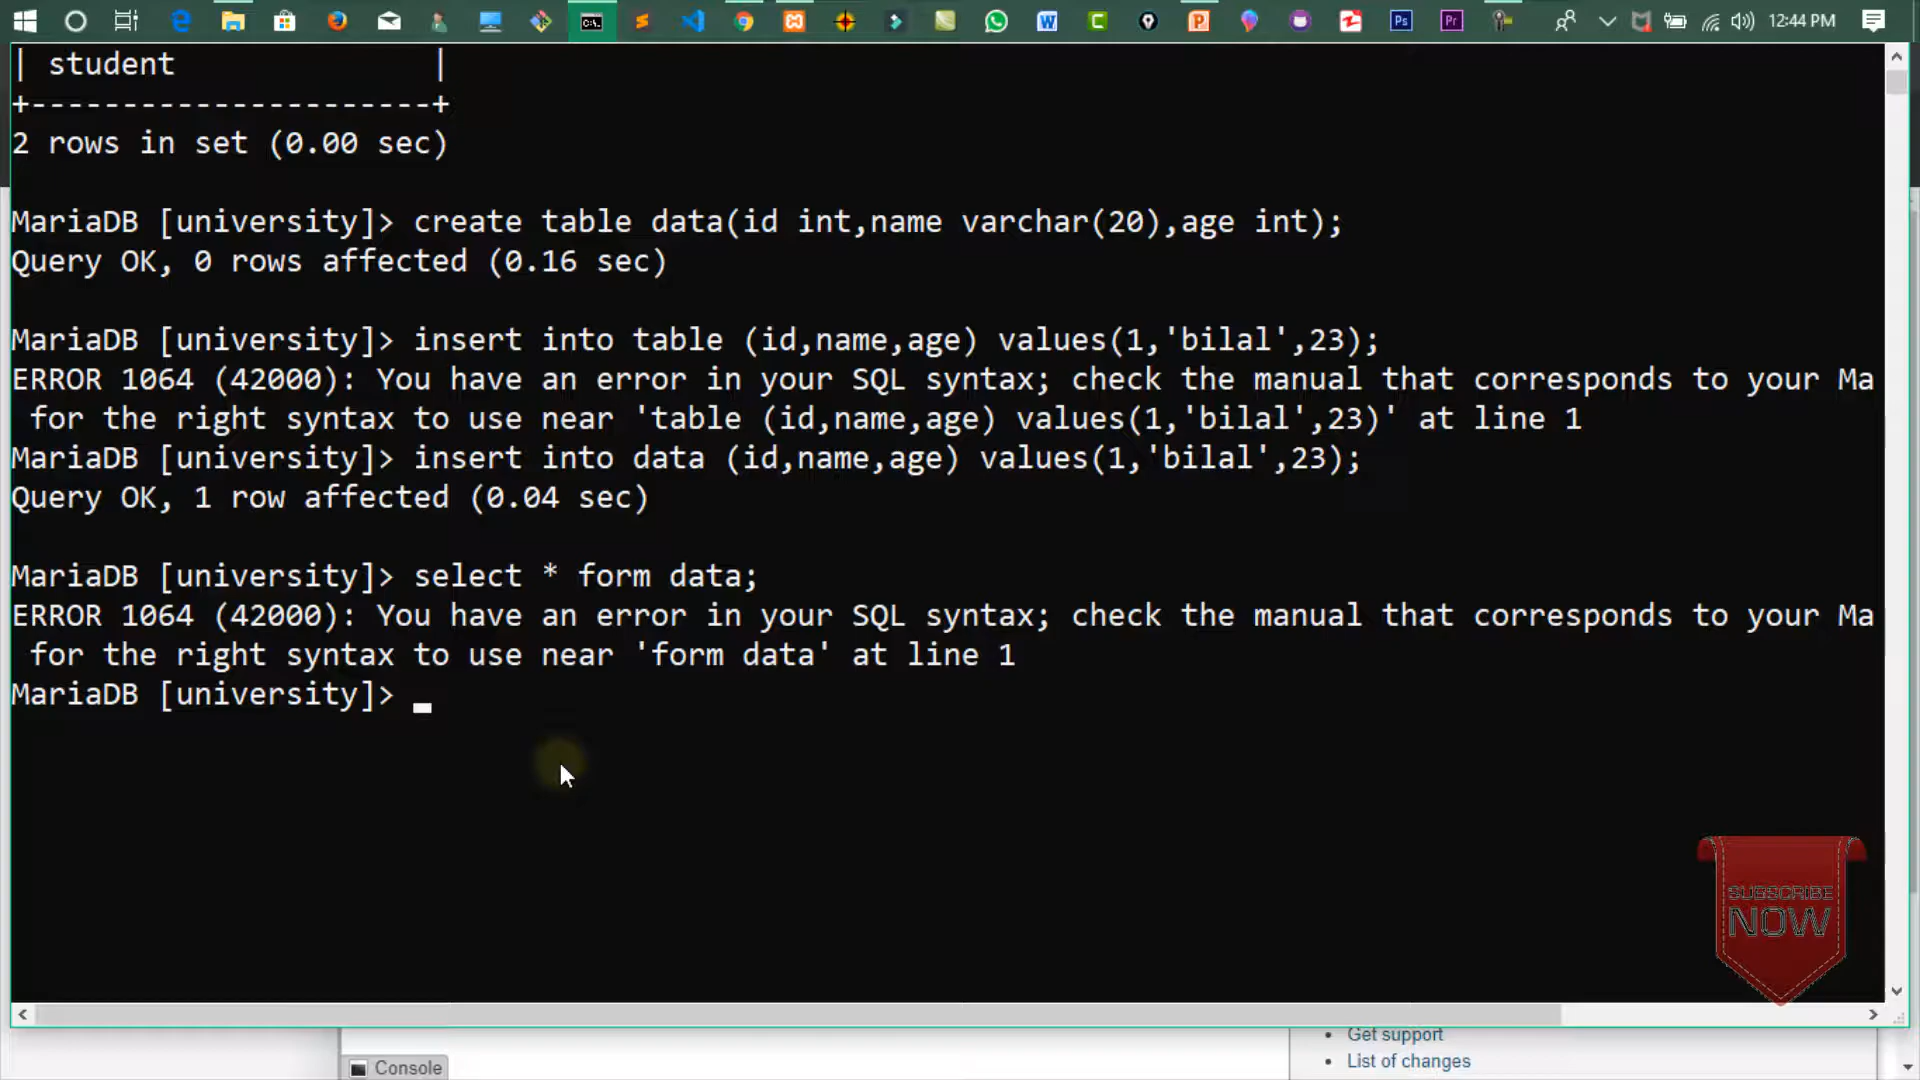 12:44 PM
| student |
+----------------------+
2 rows in set (0.00 sec)
MariaDB [university]> create table data(id int,name varchar(20),age int);
Query OK, 0 rows affected (0.16 sec)
MariaDB [university]> insert into table (id,name,age) values(1,'bilal',23);
ERROR 1064 (42000): You have an error in your SQL syntax; check the manual that corresponds to your Ma
for the right syntax to use near 'table (id,name,age) values(1,'bilal',23)' at line 1
MariaDB [university]> insert into data (id,name,age) values(1,'bilal',23);
Query OK, 1 row affected (0.04 sec)
MariaDB [university]> select * form data;
ERROR 1064 (42000): You have an error in your SQL syntax; check the manual that corresponds to your Ma
for the right syntax to use near 'form data' at line 1
MariaDB [university]>
SUBSCRIBE
NOW
Get support
List of changes
Console